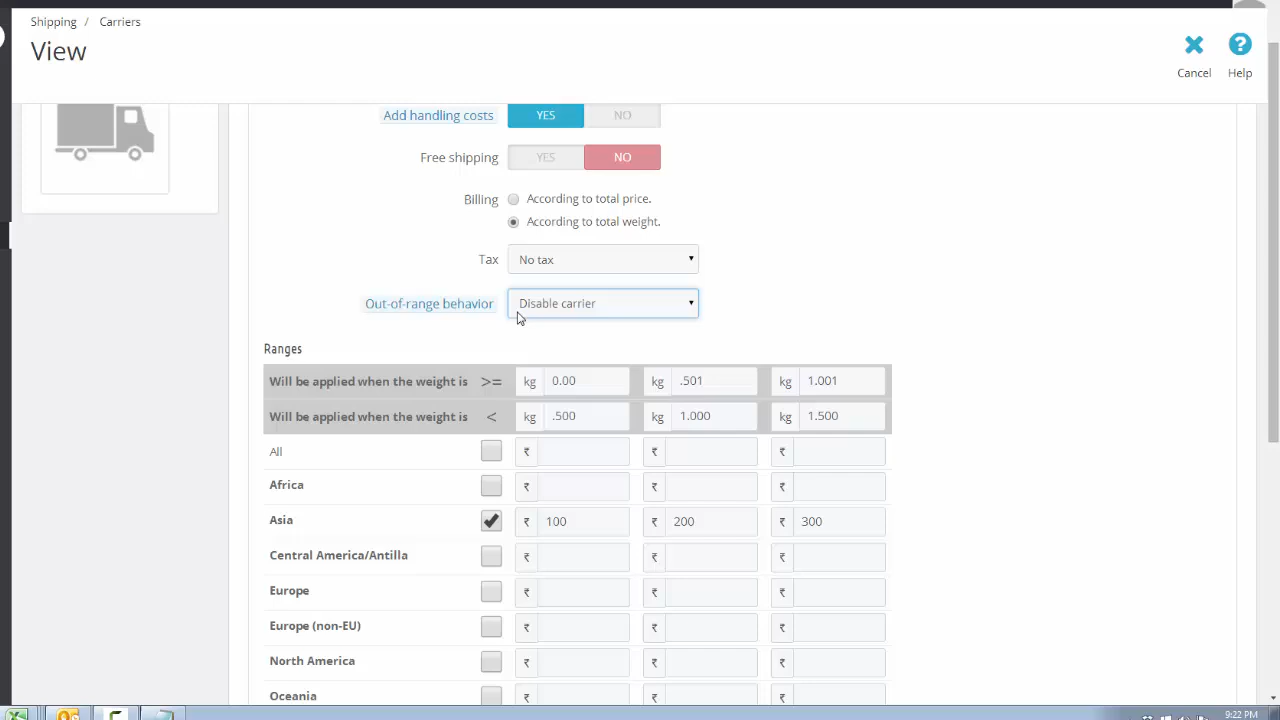 Shipping / Carriers
View
Cancel
Help
Add handling costs YES NO
Free shipping YES NO
Billing According to total price.
According to total weight.
Tax No tax
Out-of-range behavior Disable carrier
Ranges
Will be applied when the weight is >= kg 0.00 kg .501 kg 1.001
Will be applied when the weight is < kg .500 kg 1.000 kg 1.500
All ₹ ₹ ₹
Africa ₹ ₹ ₹
Asia ₹ 100 ₹ 200 ₹ 300
Central America/Antilla ₹ ₹ ₹
Europe ₹ ₹ ₹
Europe (non-EU) ₹ ₹ ₹
North America ₹ ₹ ₹
Oceania ₹ ₹ ₹
9:22 PM